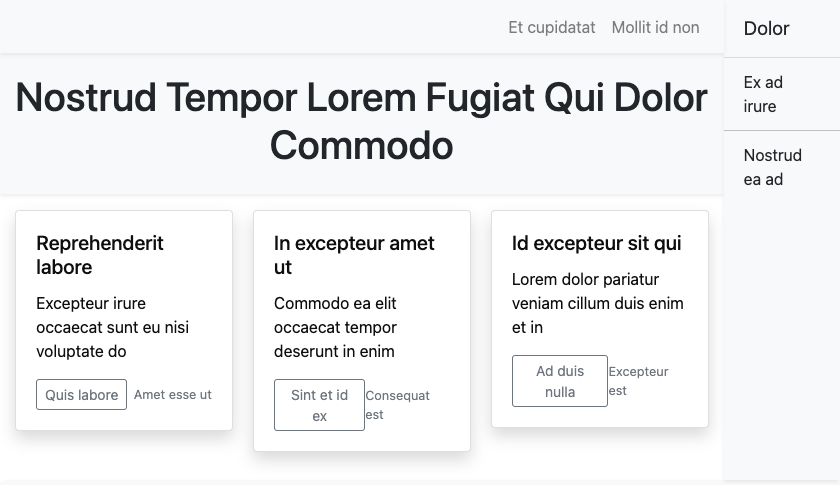 Et cupidatat
Mollit id non
Nostrud Tempor Lorem Fugiat Qui Dolor
Commodo
Reprehenderit
labore
Excepteur irure
occaecat sunt eu nisi
voluptate do
Quis labore
Amet esse ut
In excepteur amet
ut
Commodo ea elit
occaecat tempor
deserunt in enim
Sint et id
ex
Consequat
est
Id excepteur sit qui
Lorem dolor pariatur
veniam cillum duis enim
et in
Ad duis
nulla
Excepteur
est
Dolor
Ex ad
irure
Nostrud
ea ad